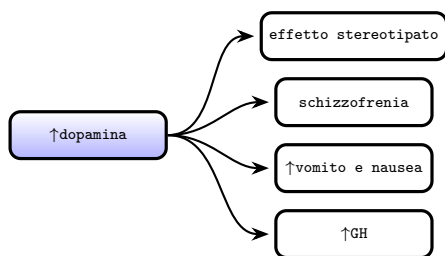 effetto stereotipato
schizzofrenia
↑dopamina
↑vomito e nausea
↑GH